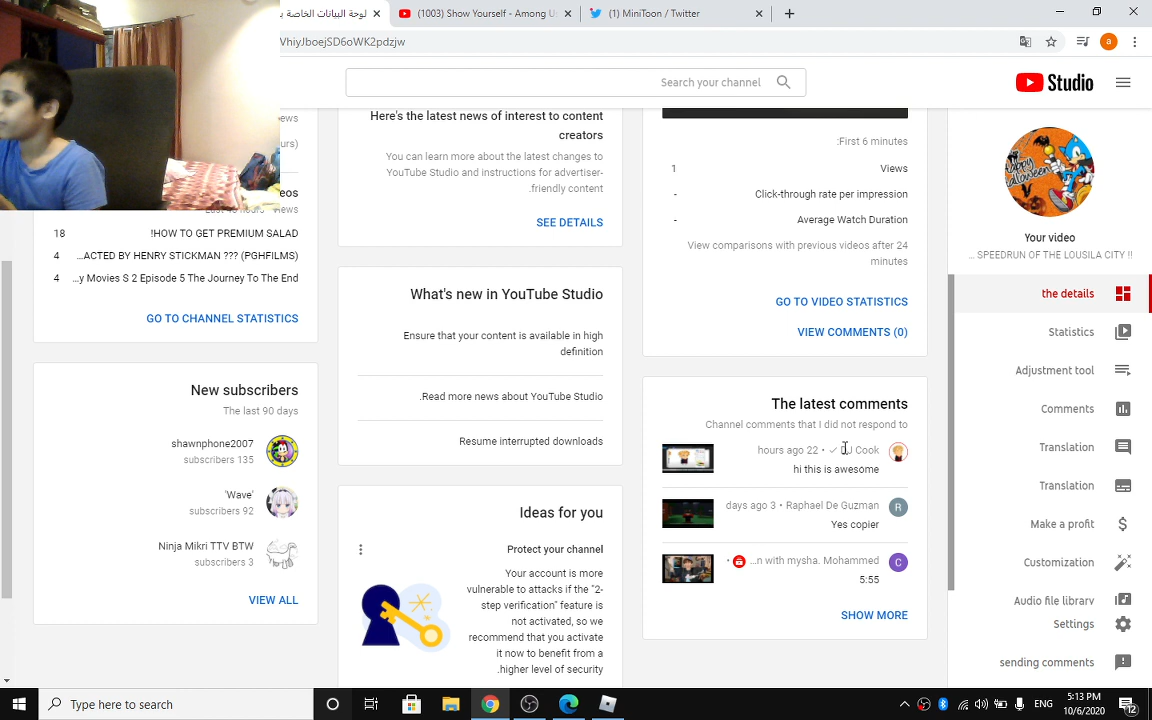 لوحة البيانات الخاصة ب
(1003) Show Yourself - Among Us
(1) MiniToon / Twitter
VhiyJboejSD6oWK2pdzjw
a
Search your channel
Studio
ews
urs)
eos
Last 48 hours · Views
18 !HOW TO GET PREMIUM SALAD
4 ...ACTED BY HENRY STICKMAN ??? (PGHFILMS)
4 ...y Movies S 2 Episode 5 The Journey To The End
GO TO CHANNEL STATISTICS
New subscribers
The last 90 days
shawnphone2007
subscribers 135
'Wave'
subscribers 92
Ninja Mikri TTV BTW
subscribers 3
VIEW ALL
Here's the latest news of interest to content
creators
You can learn more about the latest changes to
YouTube Studio and instructions for advertiser-
.friendly content
SEE DETAILS
What's new in YouTube Studio
Ensure that your content is available in high
definition
.Read more news about YouTube Studio
Resume interrupted downloads
Ideas for you
Protect your channel
Your account is more
vulnerable to attacks if the "2-
step verification" feature is
not activated, so we
recommend that you activate
it now to benefit from a
.higher level of security
:First 6 minutes
1 Views
- Click-through rate per impression
- Average Watch Duration
View comparisons with previous videos after 24
minutes
GO TO VIDEO STATISTICS
VIEW COMMENTS (0)
The latest comments
Channel comments that I did not respond to
hours ago 22 • DJ Cook
hi this is awesome
days ago 3 • Raphael De Guzman
R
Yes copier
• ...n with mysha. Mohammed
C
5:55
SHOW MORE
Happy Halloween
Your video
... SPEEDRUN OF THE LOUSILA CITY !!
the details
Statistics
Adjustment tool
Comments
Translation
Translation
Make a profit
Customization
Audio file library
Settings
sending comments
Type here to search
ENG
5:13 PM
10/6/2020
12